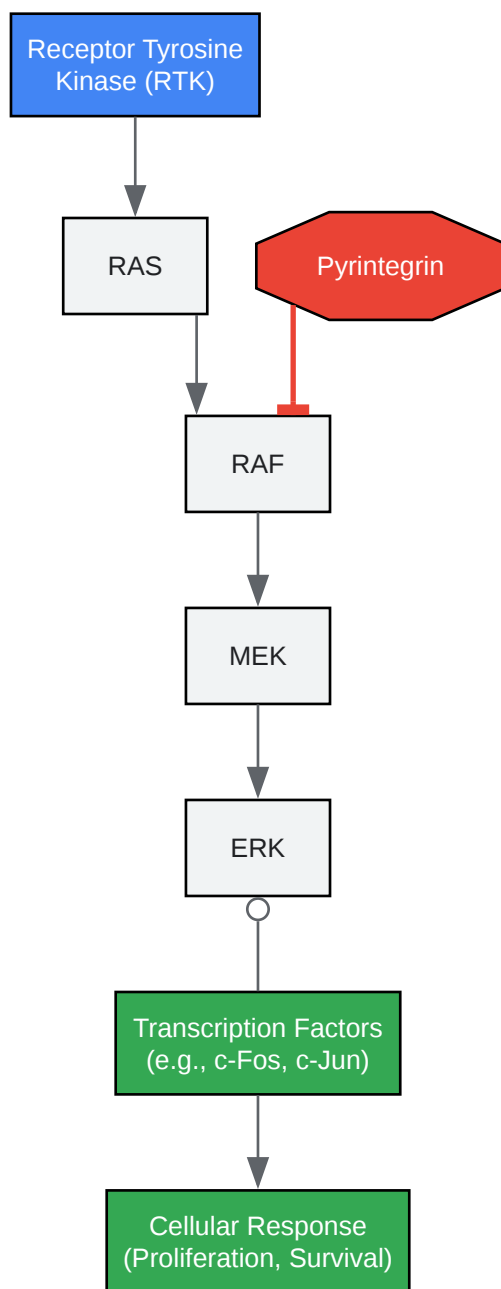 Receptor Tyrosine
Kinase (RTK)
RAS
Pyrintegrin
RAF
MEK
ERK
Transcription Factors
(e.g., c-Fos, c-Jun)
Cellular Response
(Proliferation, Survival)